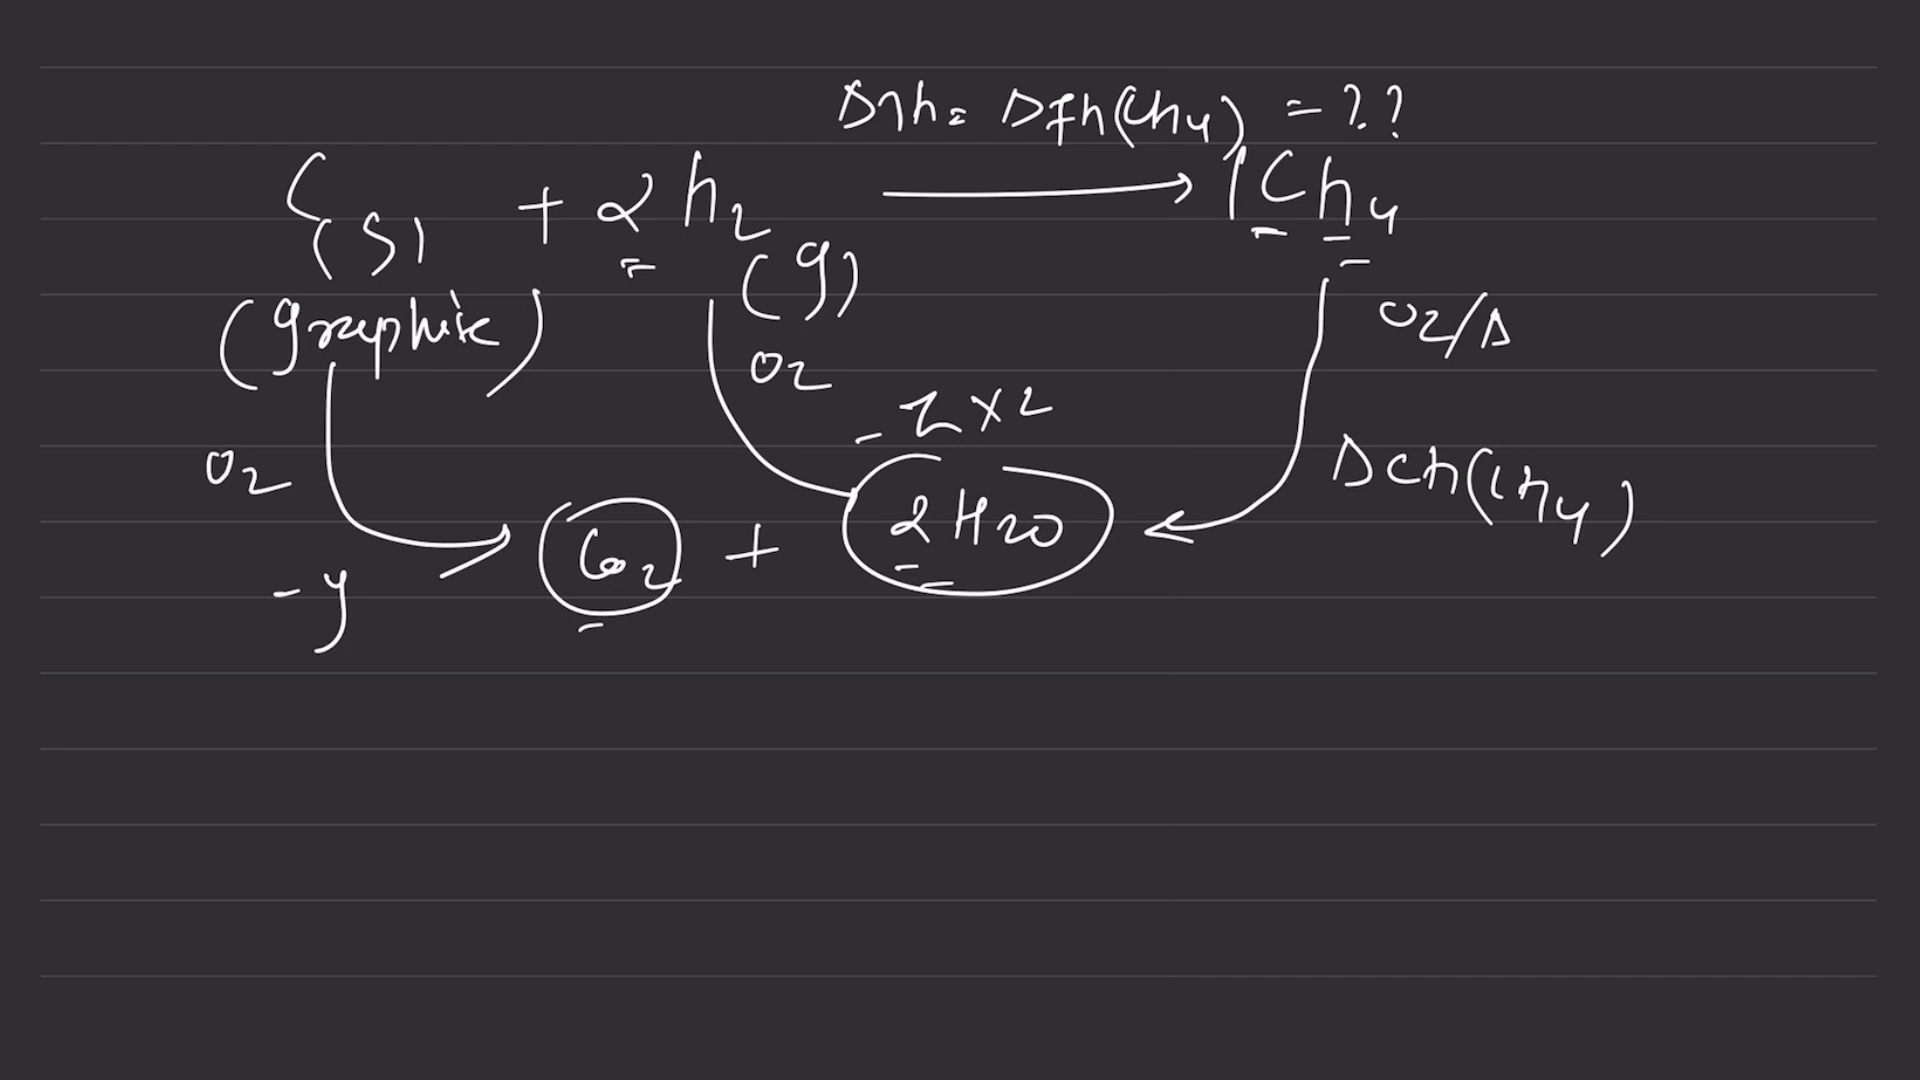 Δrh = Δfh(Ch4) = ??
C(s) + 2h2(g) → 1Ch4
(graphite)
O2/Δ
O2
-z x 2
O2
Δch(Ch4)
CO2 + 2H2O
-y